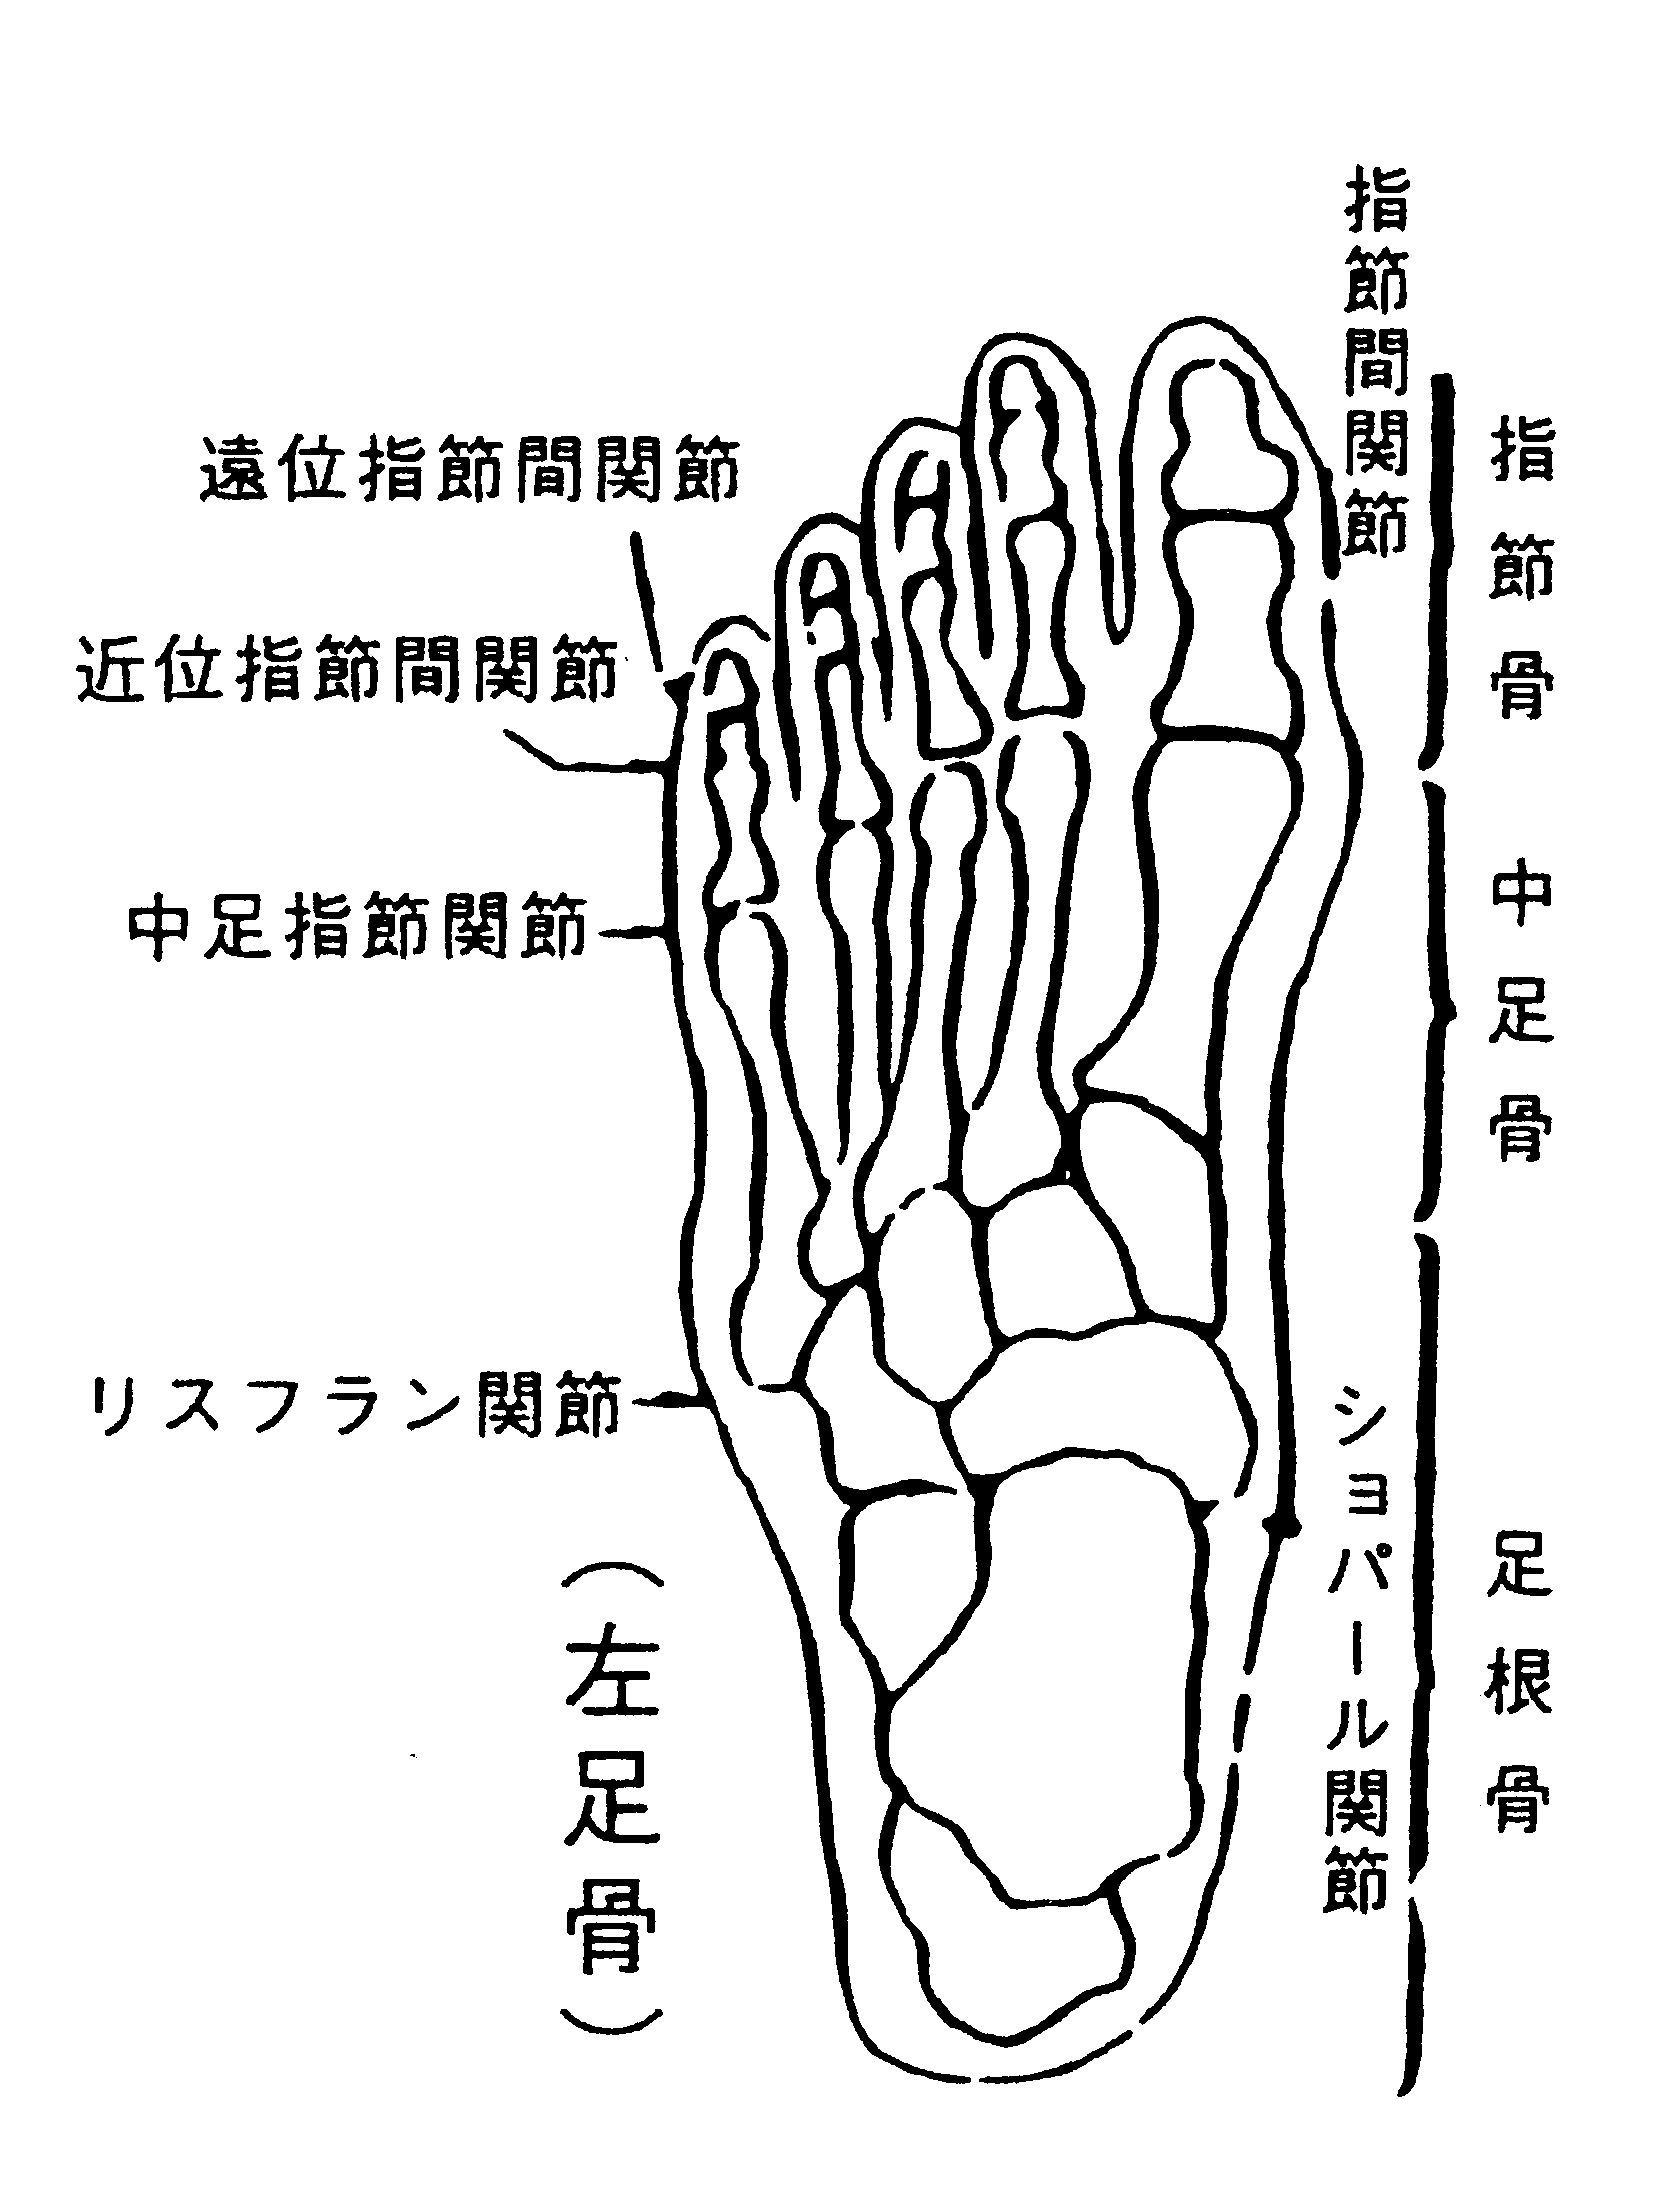 指節間関節
遠位指節間関節
近位指節間関節
中足指節関節
リスフラン関節
(左足骨)
ショパール関節
指節骨
中足骨
足根骨